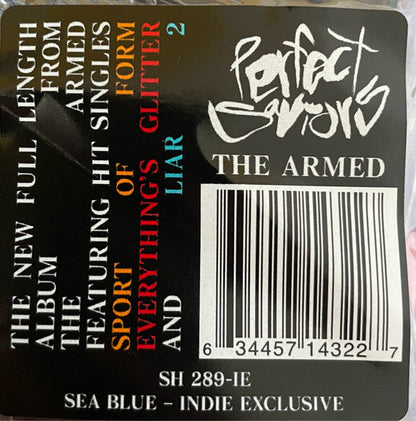 THE NEW FULL LENGTH
ALBUM FROM
THE ARMED
FEATURING HIT SINGLES
SPORT OF FORM
EVERYTHING'S GLITTER
AND LIAR 2
Perfect
Saviors
THE ARMED
6 34457 14322 7
SH 289-IE
SEA BLUE – INDIE EXCLUSIVE